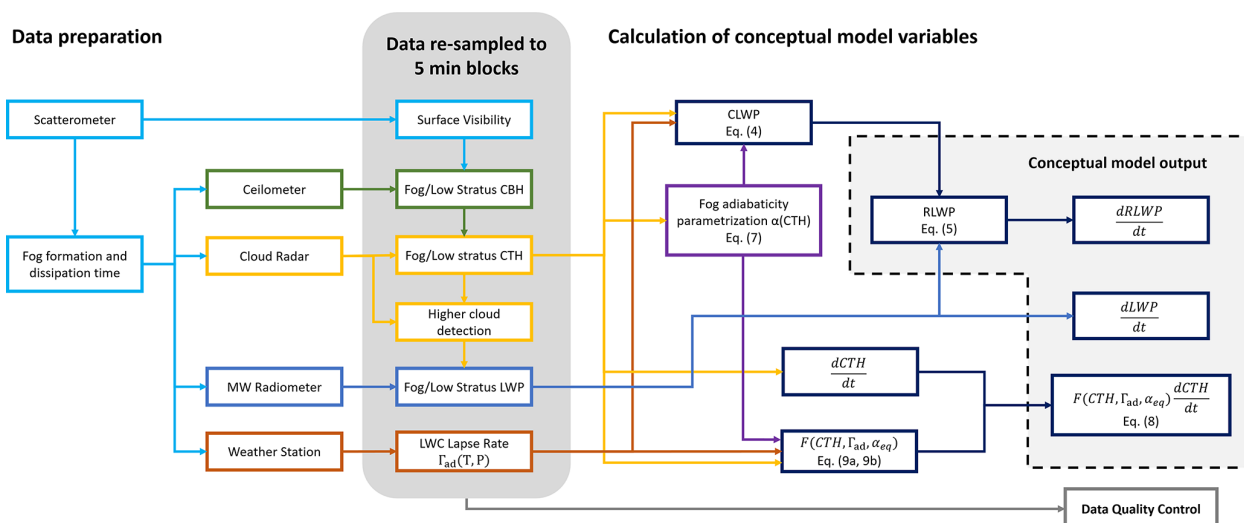 Data preparation
Data re-sampled to
5 min blocks
Calculation of conceptual model variables
Scatterometer
Surface Visibility
CLWP
Eq. (4)
Conceptual model output
Ceilometer
Fog/Low Stratus CBH
Fog adiabaticity
parametrization α(CTH)
Eq. (7)
RLWP
Eq. (5)
dRLWP
dt
Fog formation and
dissipation time
Cloud Radar
Fog/Low status CTH
Higher cloud
detection
dLWP
dt
MW Radiometer
Fog/Low Stratus LWP
dCTH
dt
F(CTH, Γad, αeq) dCTH
dt
Eq. (8)
Weather Station
LWC Lapse Rate
Γad(T, P)
F(CTH, Γad, αeq)
Eq. (9a, 9b)
Data Quality Control